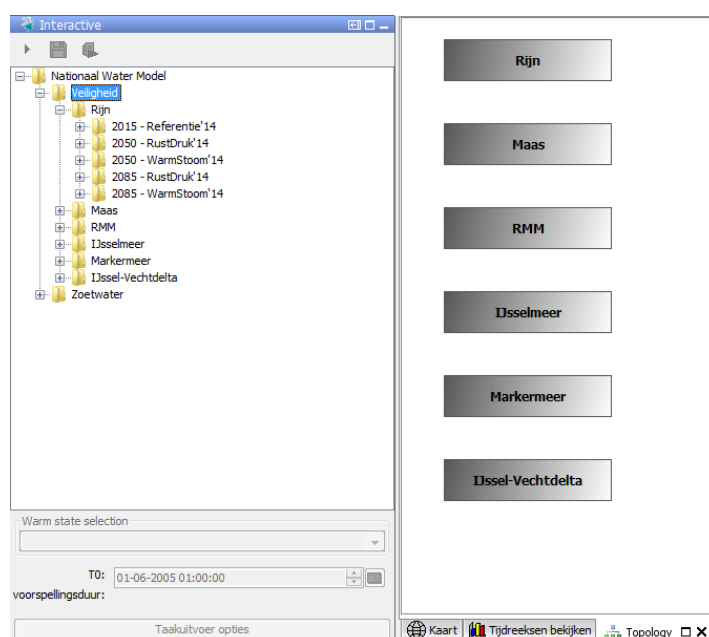 Interactive
Nationaal Water Model
Veiligheid
Rijn
2015 - Referentie'14
2050 - RustDruk'14
2050 - WarmStoom'14
2085 - RustDruk'14
2085 - WarmStoom'14
Maas
RMM
IJsselmeer
Markermeer
IJssel-Vechtdelta
Zoetwater
Warm state selection
T0:
01-06-2005 01:00:00
voorspellingsduur:
Taakuitvoer opties
Rijn
Maas
RMM
IJsselmeer
Markermeer
IJssel-Vechtdelta
Kaart
Tijdreeksen bekijken
Topology